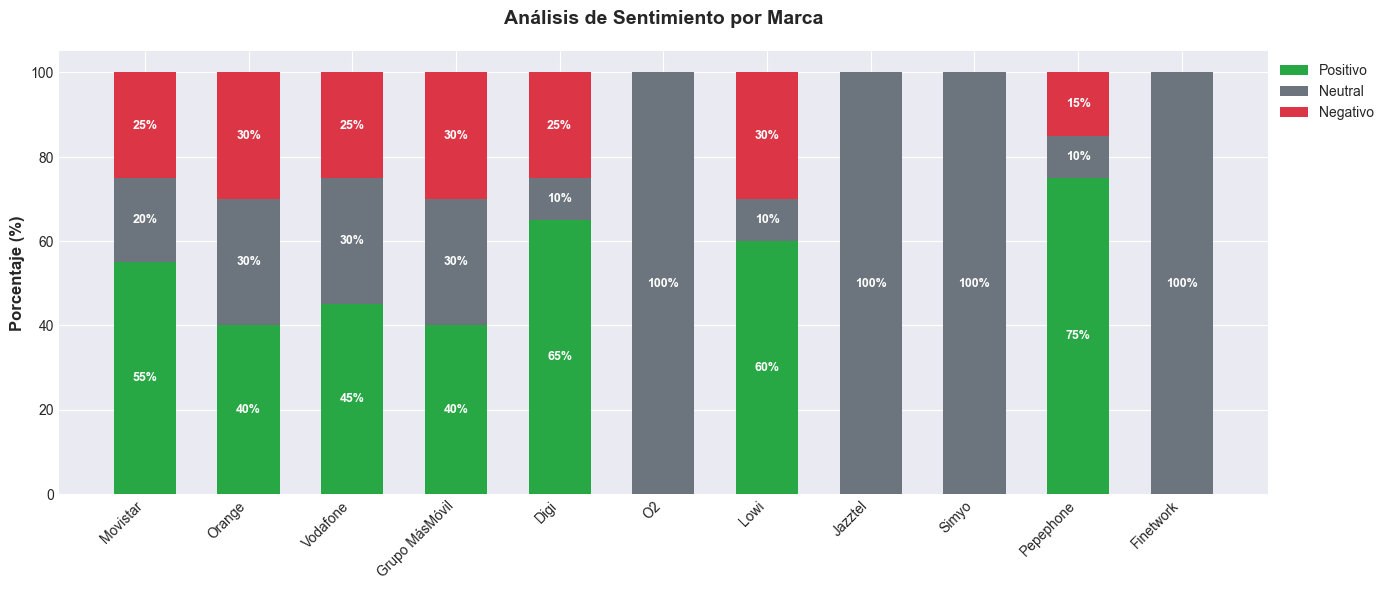 Análisis de Sentimiento por Marca
Positivo
Neutral
Negativo
Porcentaje (%)
100
80
60
40
20
0
25% 30% 25% 30% 25% 30% 15%
20% 30% 30% 30% 10% 100% 10% 100% 100% 10% 100%
55% 40% 45% 40% 65% 60% 75%
Movistar
Orange
Vodafone
Grupo MásMóvil
Digi
O2
Lowi
Jazztel
Simyo
Pepephone
Finetwork